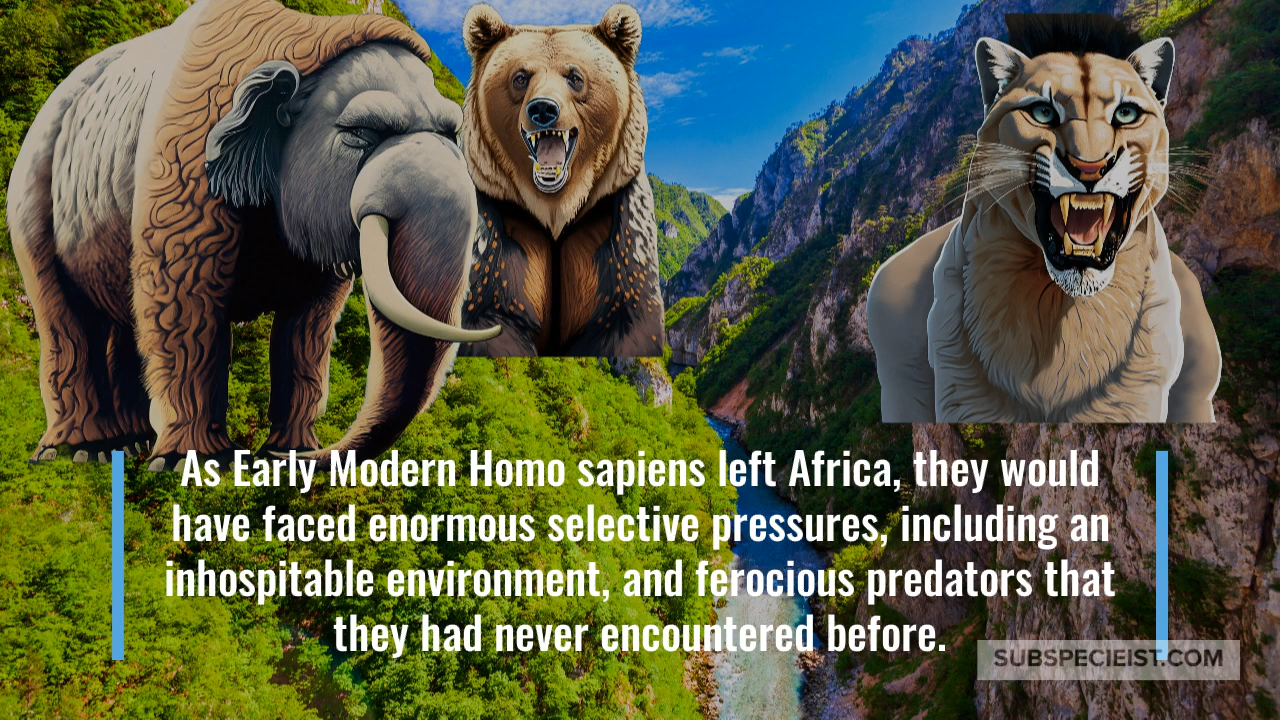 As Early Modern Homo sapiens left Africa, they would
have faced enormous selective pressures, including an
inhospitable environment, and ferocious predators that
they had never encountered before.
SUBSPECIEIST.COM